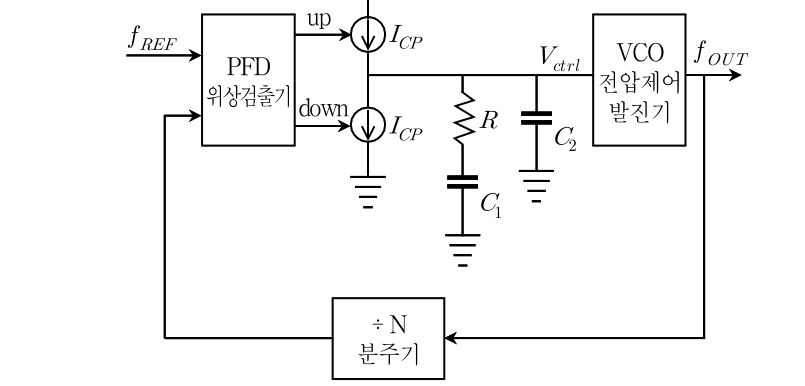 f_REF
PFD
위상검출기
up
down
I_CP
I_CP
R
C_1
C_2
V_ctrl
VCO
전압제어
발진기
f_OUT
÷N
분주기